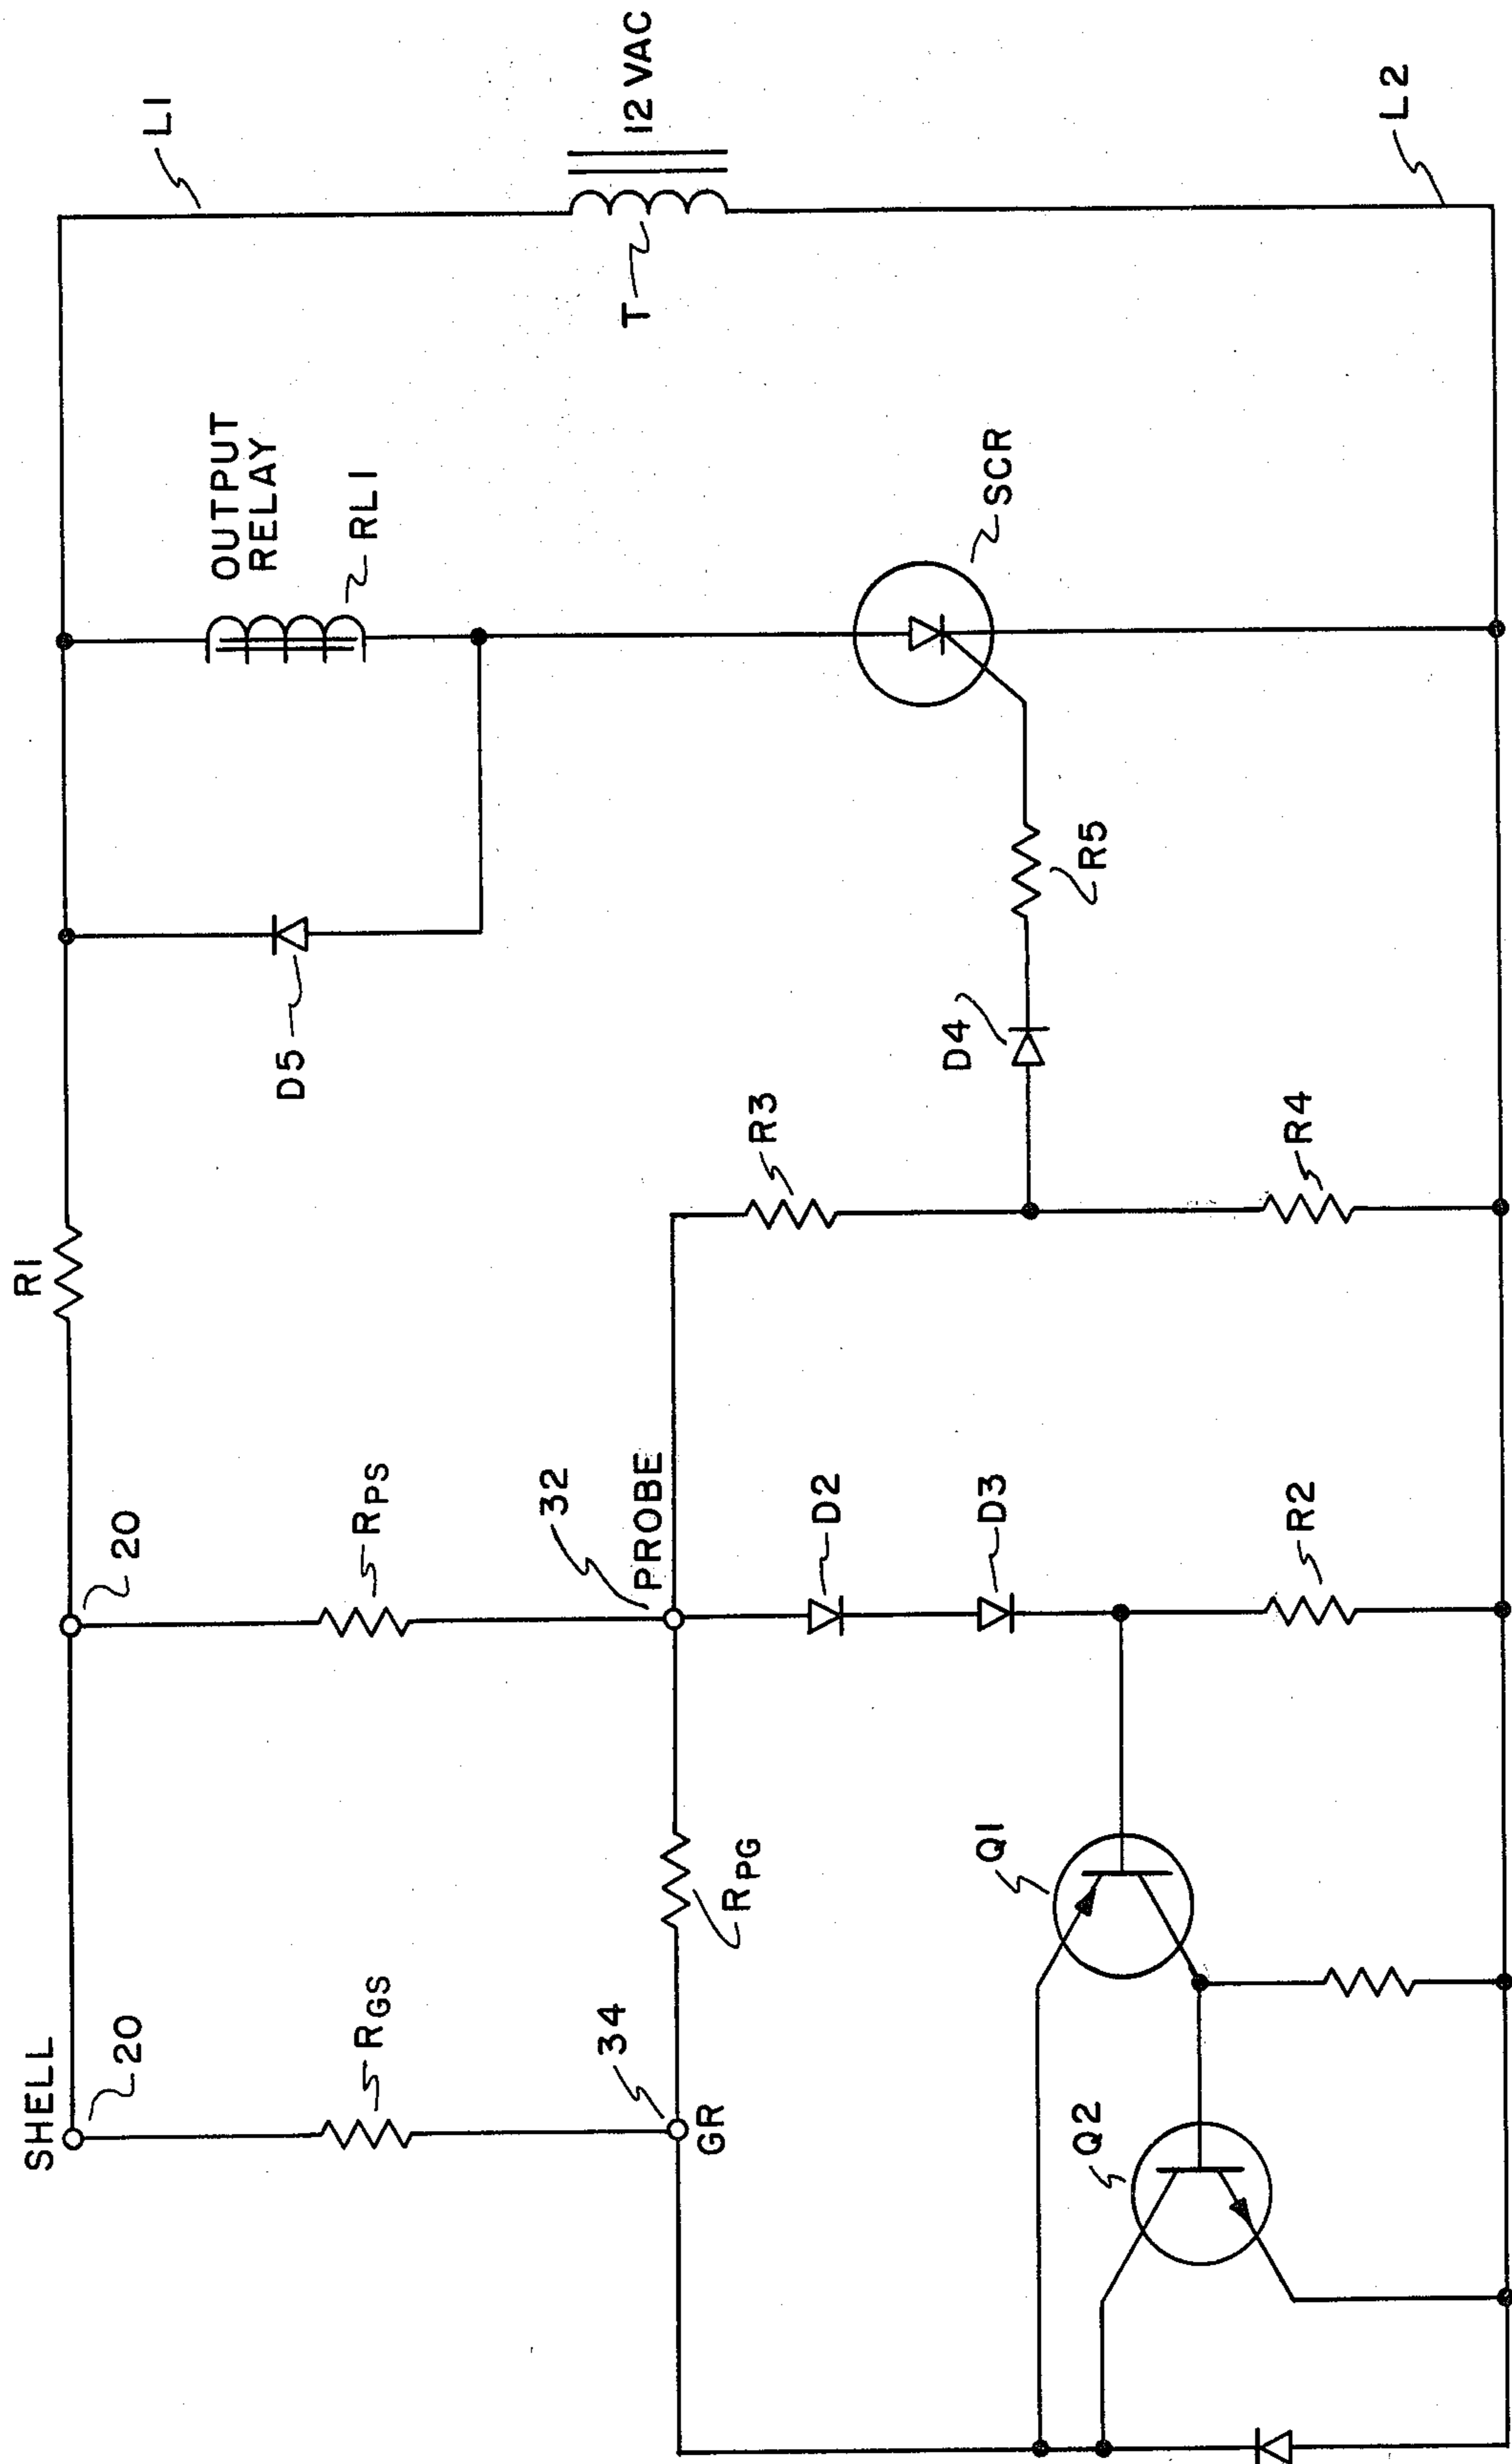 L1
12 VAC
T
L2
OUTPUT
RELAY
RL1
SCR
D5
R5
D4
R3
R4
R1
20
RPS
32
PROBE
D2
D3
R2
SHELL
20
RGS
34
GR
RPG
Q1
Q2